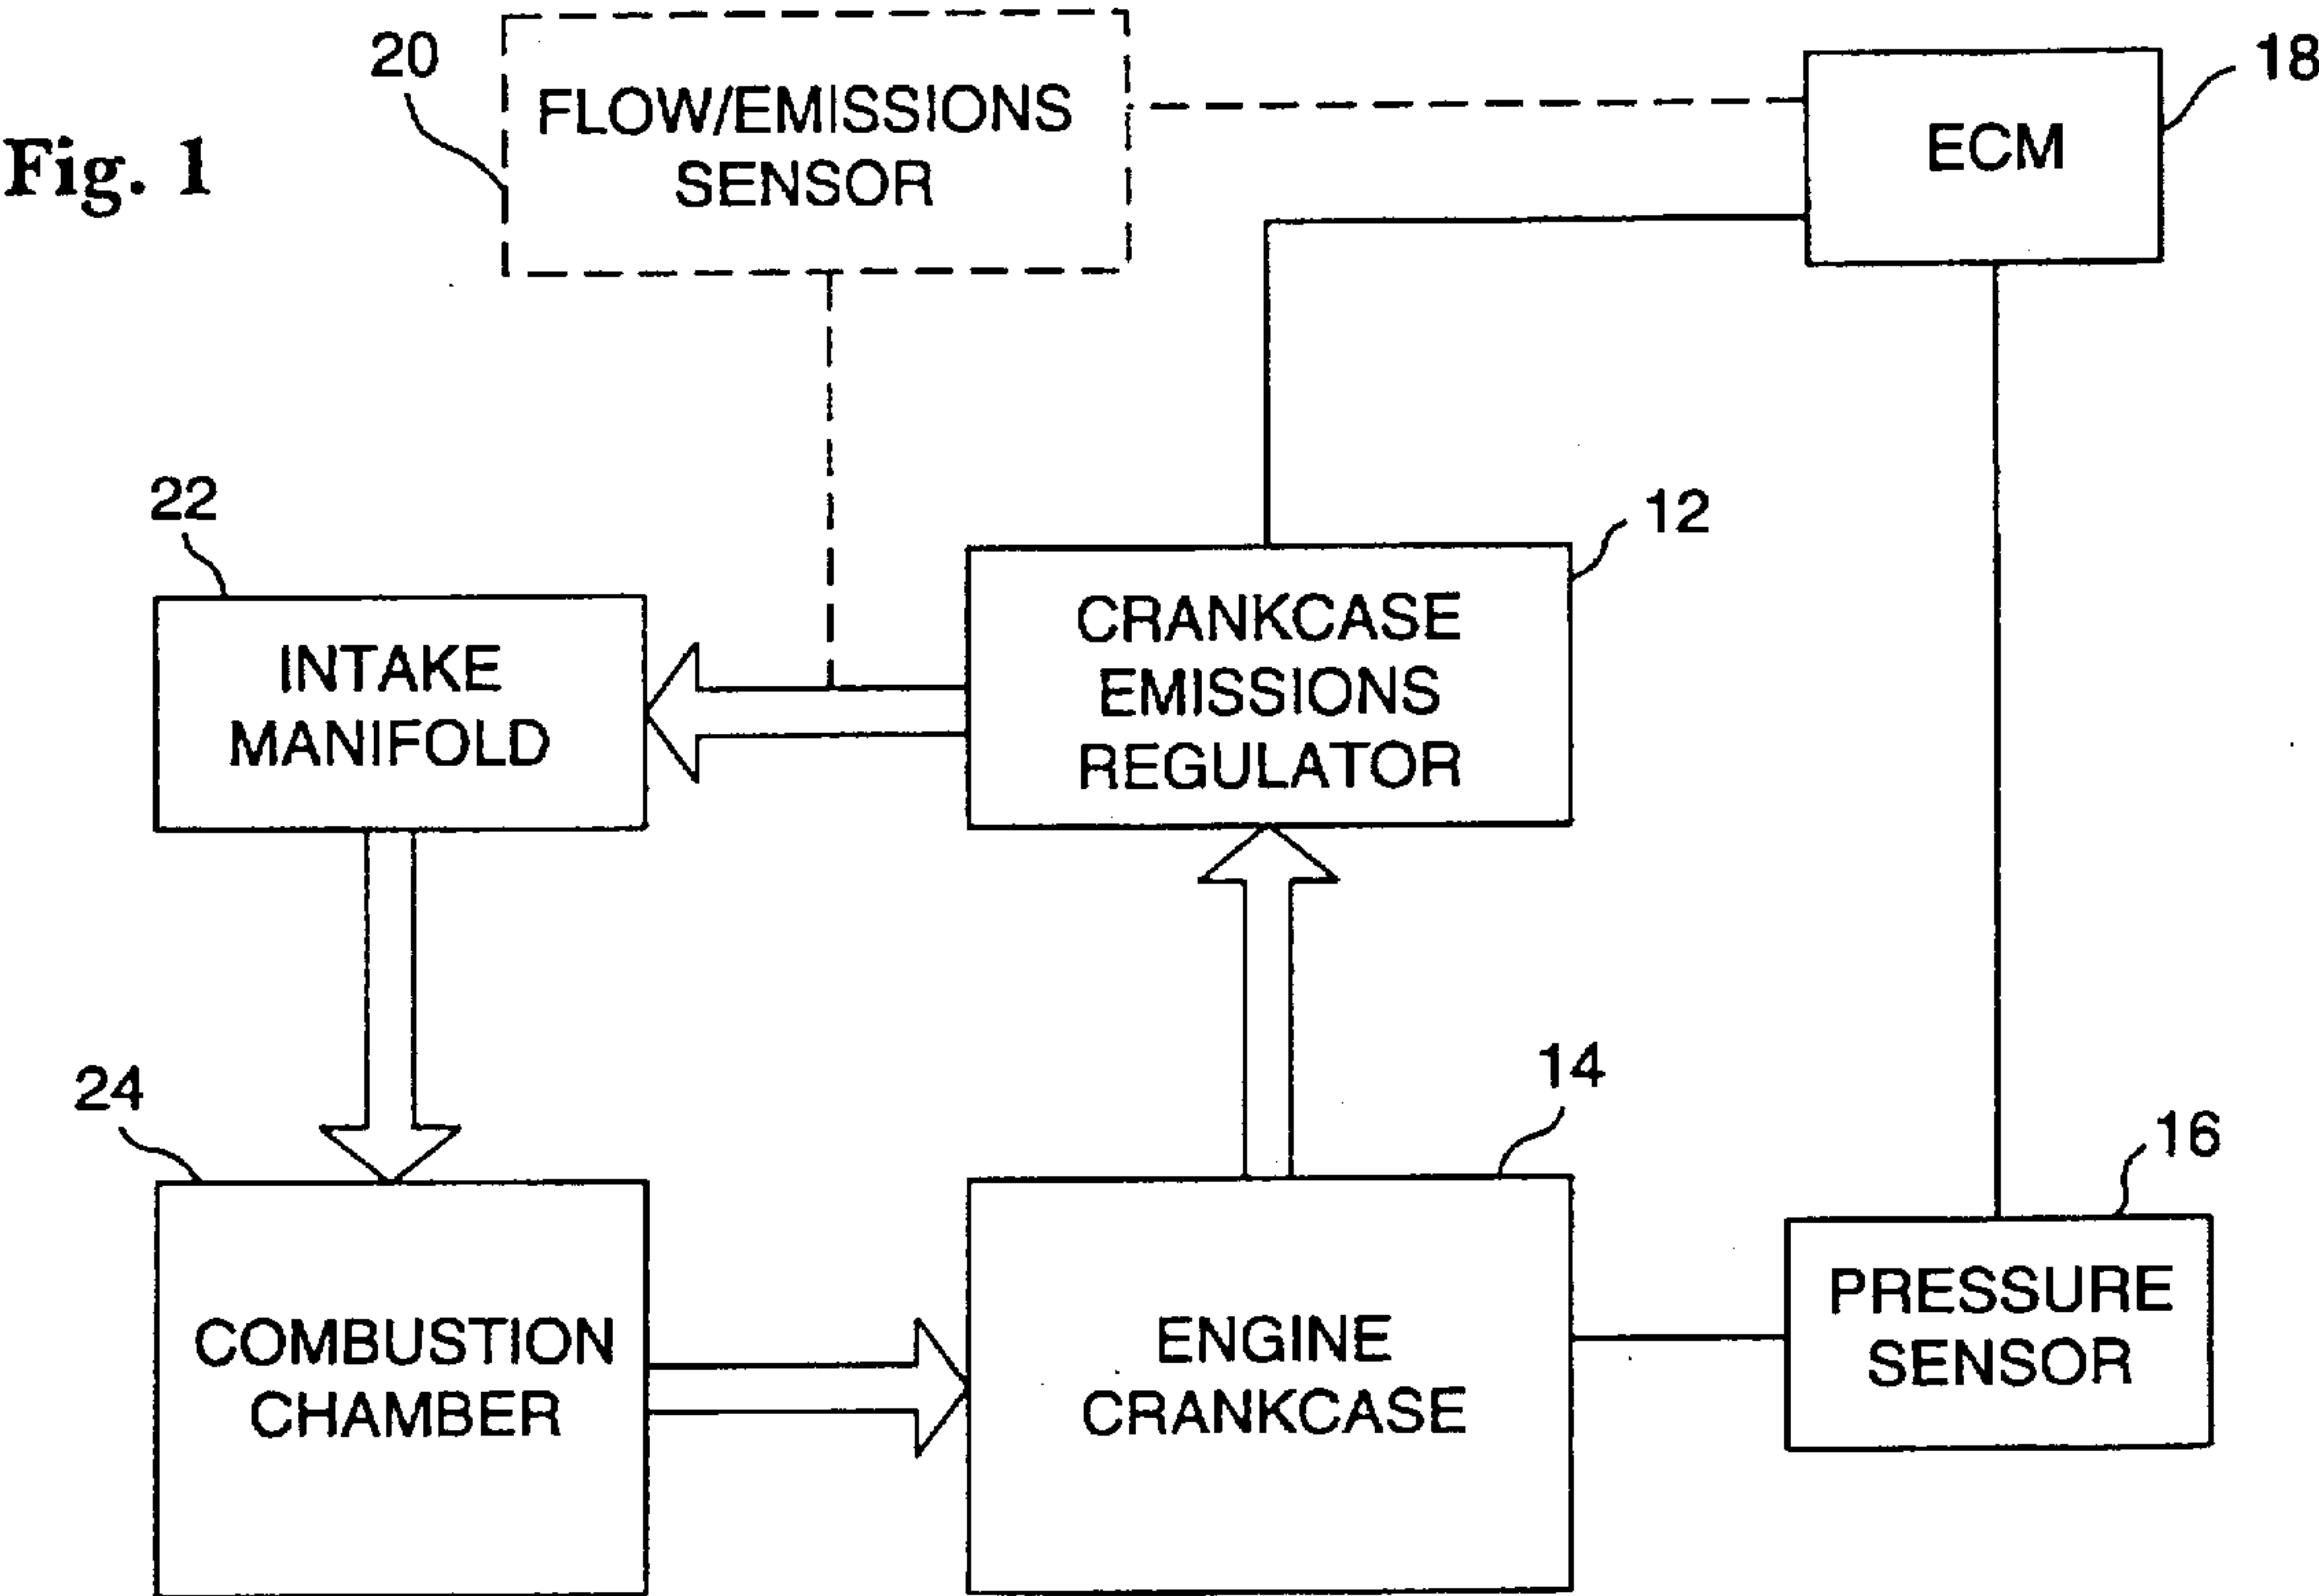 Fig. 1
20
FLOW/EMISSIONS
SENSOR
18
ECM
22
INTAKE
MANIFOLD
12
CRANKCASE
EMISSIONS
REGULATOR
24
COMBUSTION
CHAMBER
14
ENGINE
CRANKCASE
16
PRESSURE
SENSOR